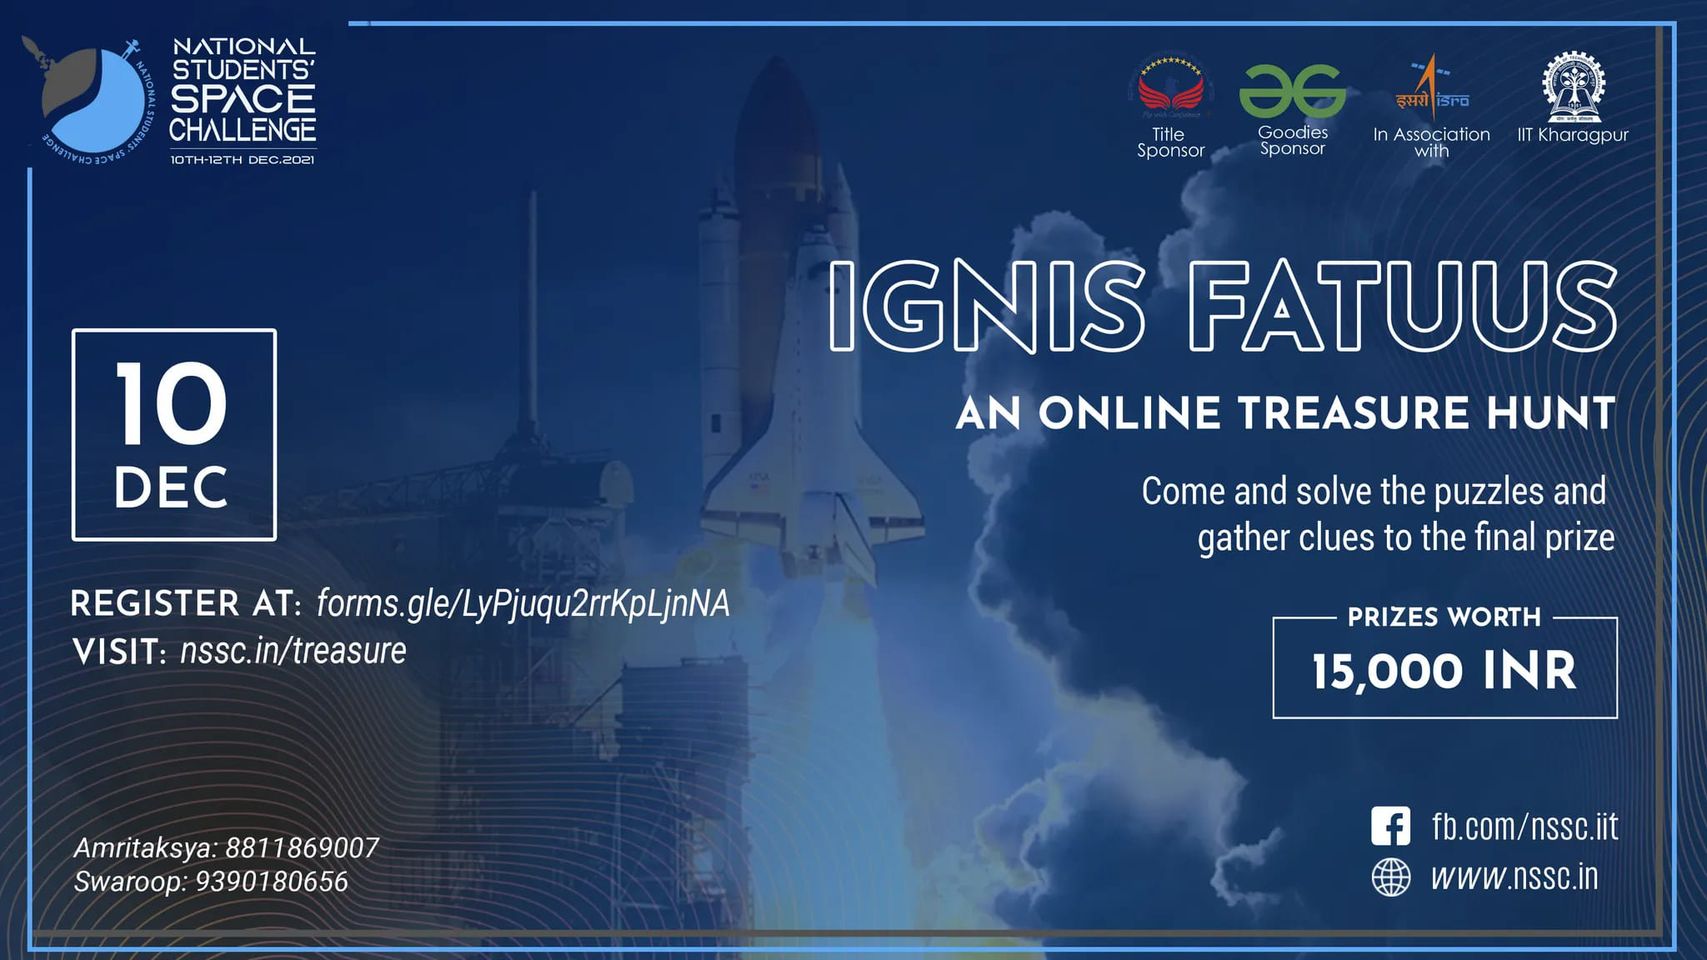 NATIONAL
STUDENTS'
SPACE
CHALLENGE
10TH-12TH DEC.2021
NATIONAL STUDENTS' SPACE CHALLENGE
Title
Sponsor
Goodies
Sponsor
इसरो isro
In Association
with
IIT Kharagpur
IGNIS FATUUS
AN ONLINE TREASURE HUNT
Come and solve the puzzles and
gather clues to the final prize
10
DEC
REGISTER AT: forms.gle/LyPjuqu2rrKpLjnNA
VISIT: nssc.in/treasure
PRIZES WORTH
15,000 INR
Amritaksya: 8811869007
Swaroop: 9390180656
fb.com/nssc.iit
www.nssc.in